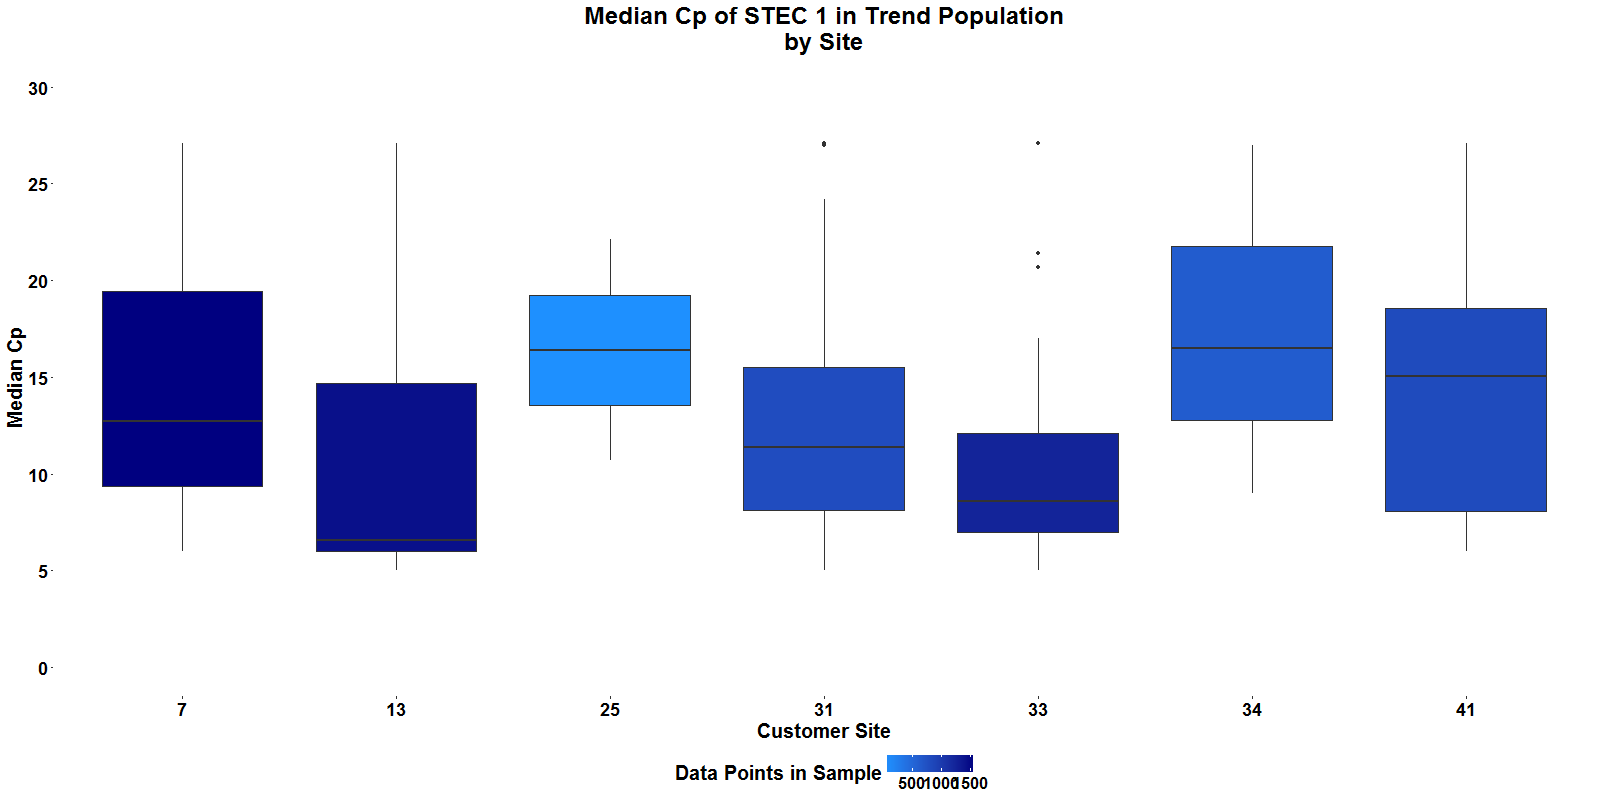 Median Cp of STEC 1 in Trend Population
by Site
Median Cp
30
25
20
15
10
5
0
7 13 25 31 33 34 41
Customer Site
Data Points in Sample
500 1000 1500